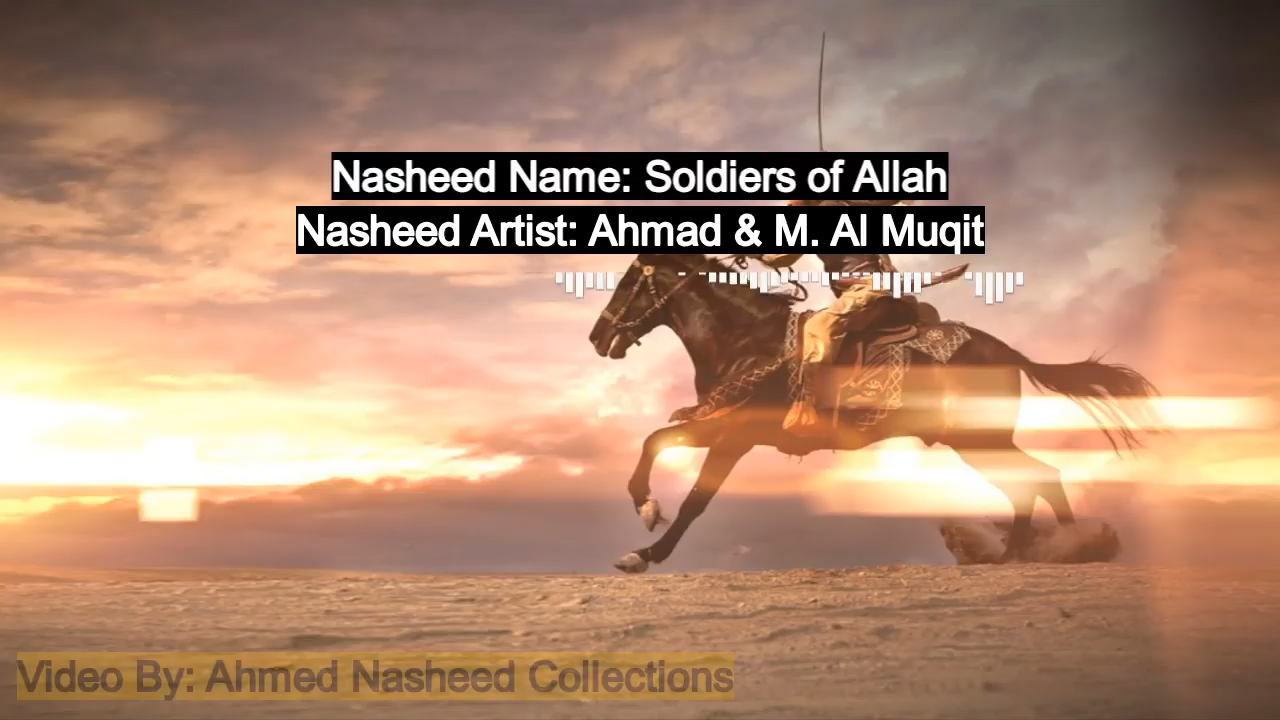 Nasheed Name: Soldiers of Allah
Nasheed Artist: Ahmad & M. Al Muqit
Video By: Ahmed Nasheed Collections